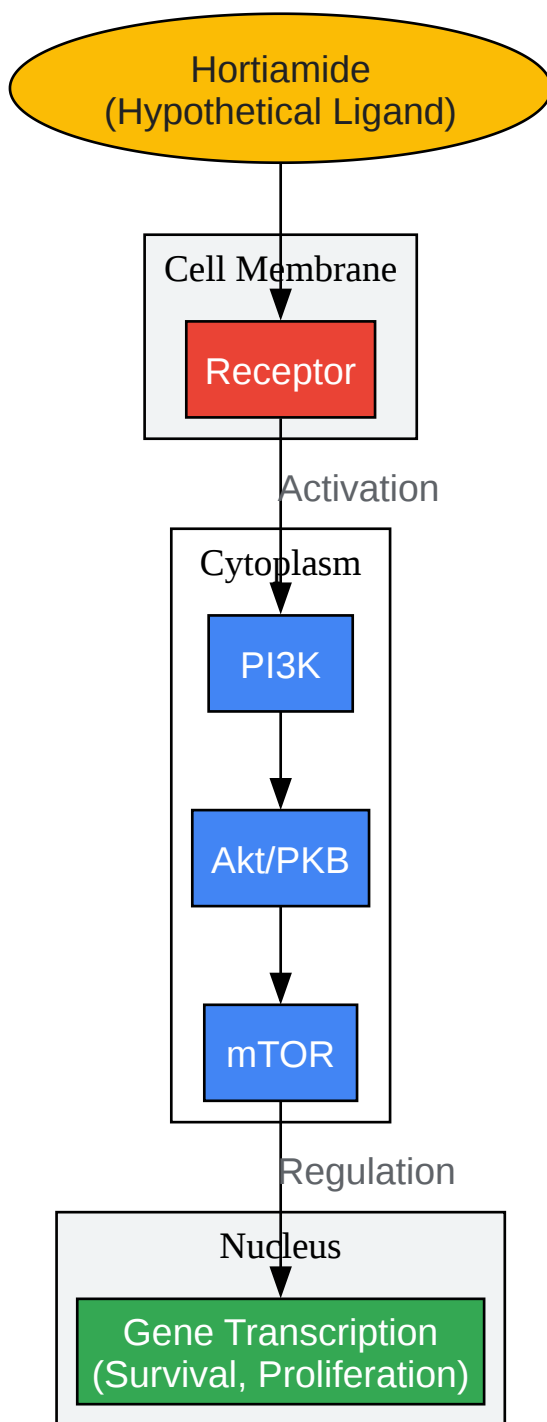 Hortiamide
(Hypothetical Ligand)
Cell Membrane
Receptor
Activation
Cytoplasm
PI3K
Akt/PKB
mTOR
Regulation
Nucleus
Gene Transcription
(Survival, Proliferation)